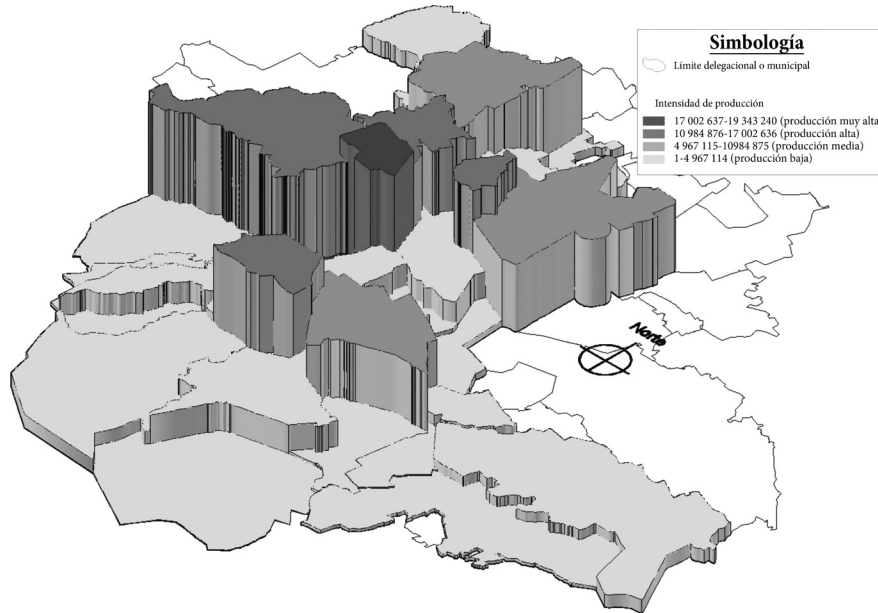 Simbología
Límite delegacional o municipal
Intensidad de producción
17 002 637-19 343 240 (producción muy alta
10 984 876-17 002 636 (producción alta)
4 967 115-10984 875 (producción media)
1-4 967 114 (producción baja)
Norte